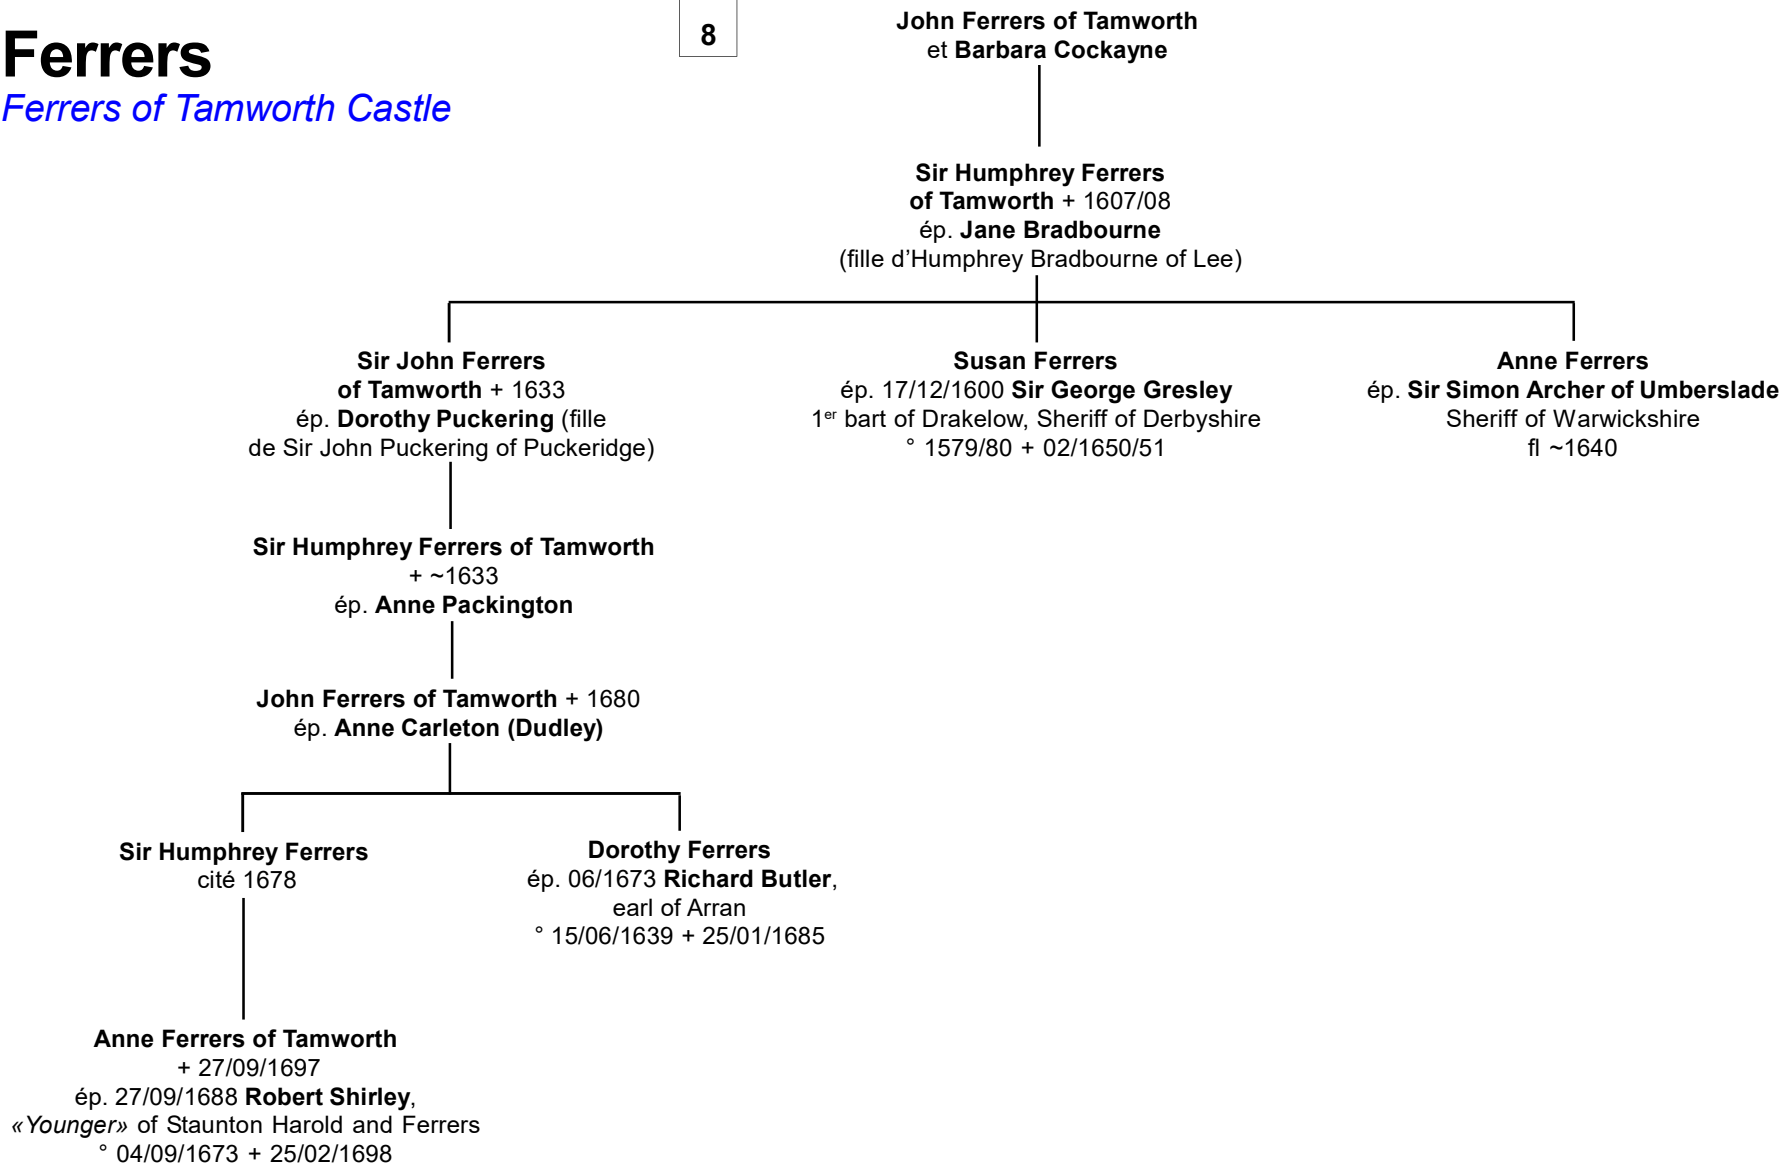 Ferrers
Ferrers of Tamworth Castle
8
John Ferrers of Tamworth
et Barbara Cockayne
Sir Humphrey Ferrers
of Tamworth + 1607/08
ép. Jane Bradbourne
(fille d’Humphrey Bradbourne of Lee)
Sir John Ferrers
of Tamworth + 1633
ép. Dorothy Puckering (fille
de Sir John Puckering of Puckeridge)
Susan Ferrers
ép. 17/12/1600 Sir George Gresley
1er bart of Drakelow, Sheriff of Derbyshire
° 1579/80 + 02/1650/51
Anne Ferrers
ép. Sir Simon Archer of Umberslade
Sheriff of Warwickshire
fl ~1640
Sir Humphrey Ferrers of Tamworth
+ ~1633
ép. Anne Packington
John Ferrers of Tamworth + 1680
ép. Anne Carleton (Dudley)
Sir Humphrey Ferrers
cité 1678
Dorothy Ferrers
ép. 06/1673 Richard Butler,
earl of Arran
° 15/06/1639 + 25/01/1685
Anne Ferrers of Tamworth
+ 27/09/1697
ép. 27/09/1688 Robert Shirley,
«Younger» of Staunton Harold and Ferrers
° 04/09/1673 + 25/02/1698